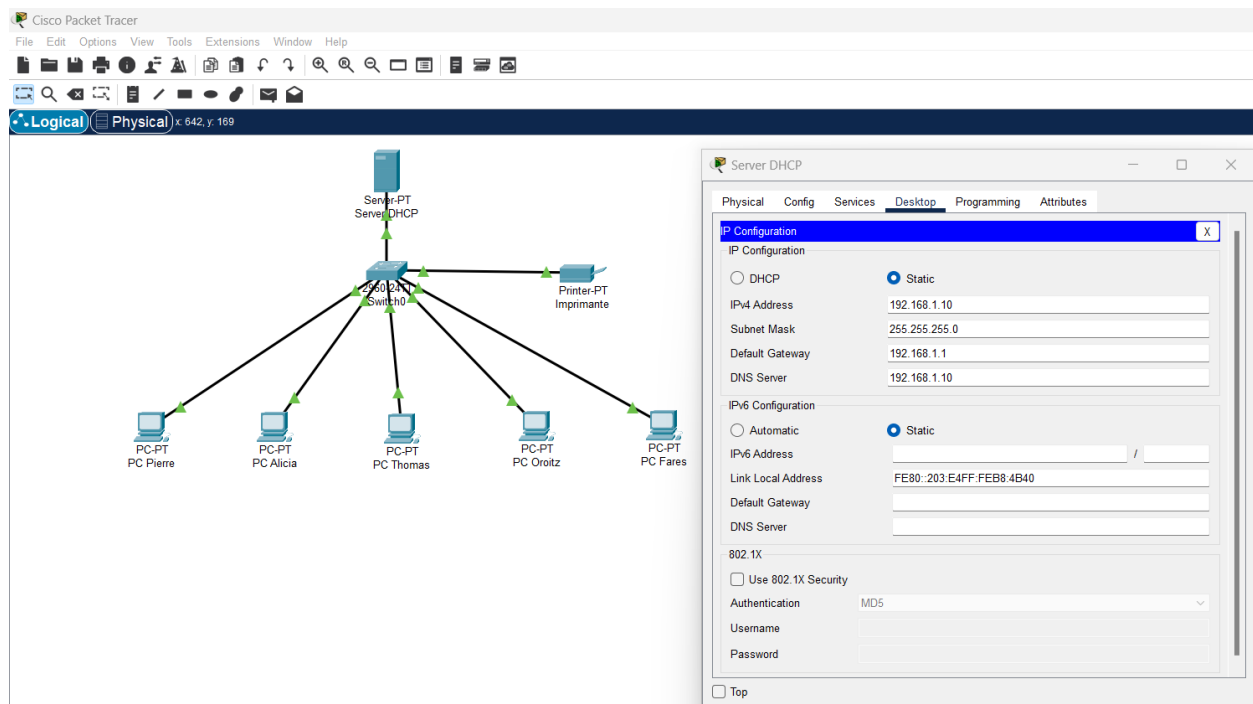 Cisco Packet Tracer
File Edit Options View Tools Extensions Window Help
Logical Physical x: 642, y: 169
Server-PT
Server DHCP
2960-24TT
Switch0
Printer-PT
Imprimante
PC-PT
PC Pierre
PC-PT
PC Alicia
PC-PT
PC Thomas
PC-PT
PC Oroitz
PC-PT
PC Fares
Server DHCP
Physical Config Services Desktop Programming Attributes
IP Configuration X
IP Configuration
DHCP Static
IPv4 Address 192.168.1.10
Subnet Mask 255.255.255.0
Default Gateway 192.168.1.1
DNS Server 192.168.1.10
IPv6 Configuration
Automatic Static
IPv6 Address /
Link Local Address FE80::203:E4FF:FEB8:4B40
Default Gateway
DNS Server
802.1X
Use 802.1X Security
Authentication MD5
Username
Password
Top